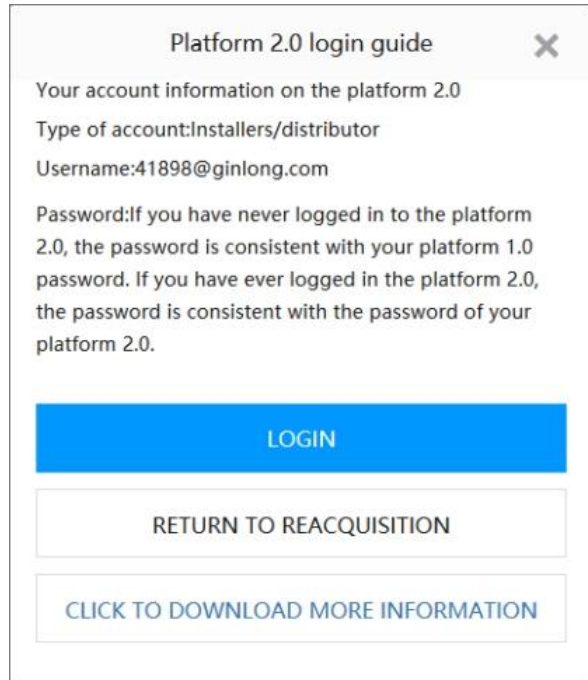 Platform 2.0 login guide
Your account information on the platform 2.0
Type of account:Installers/distributor
Username:41898@ginlong.com
Password:If you have never logged in to the platform
2.0, the password is consistent with your platform 1.0
password. If you have ever logged in the platform 2.0,
the password is consistent with the password of your
platform 2.0.
LOGIN
RETURN TO REACQUISITION
CLICK TO DOWNLOAD MORE INFORMATION